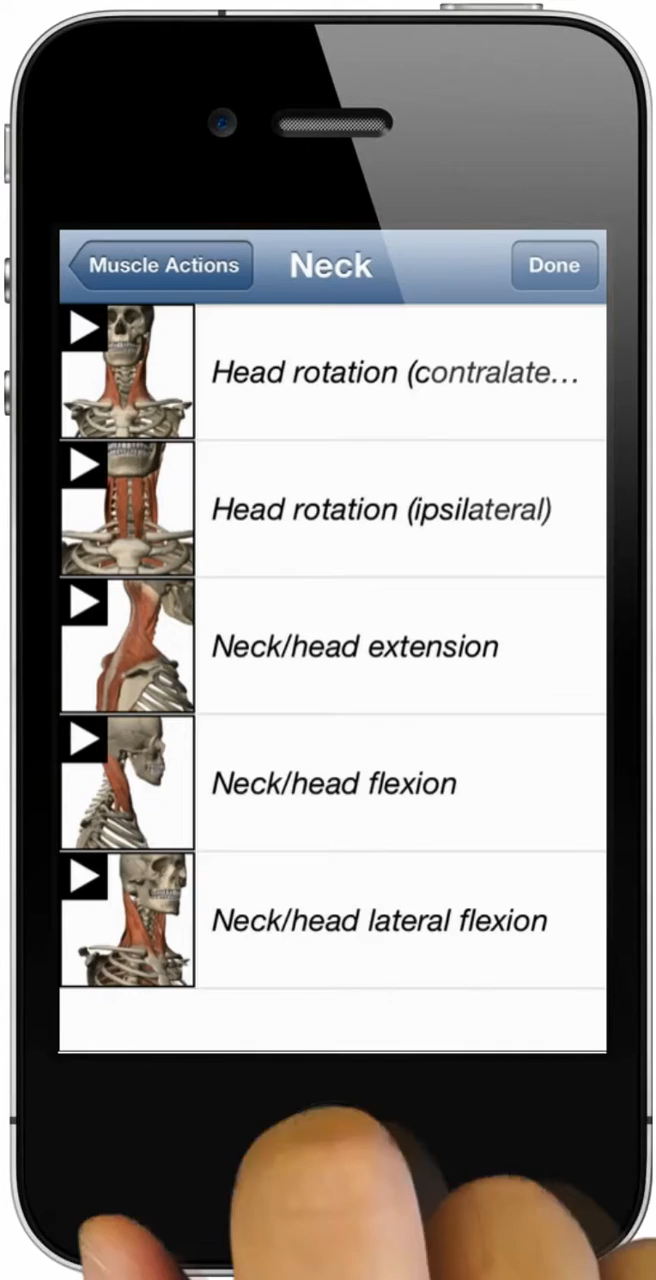 Muscle Actions
Neck
Done
Head rotation (contralate...
Head rotation (ipsilateral)
Neck/head extension
Neck/head flexion
Neck/head lateral flexion